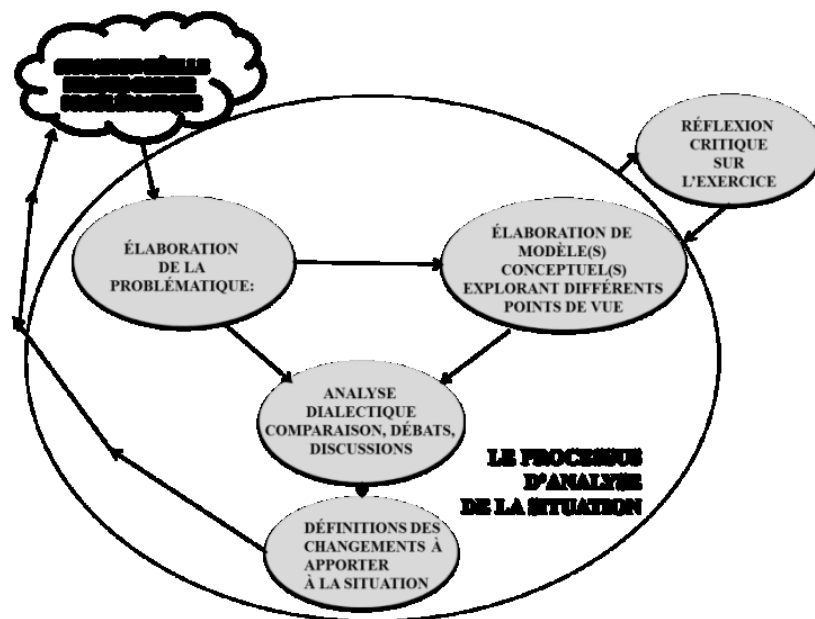 RÉFLEXION
CRITIQUE
SUR
L'EXERCICE
ÉLABORATION
DE LA
PROBLÉMATIQUE:
ÉLABORATION DE
MODÈLE(S)
CONCEPTUEL(S)
EXPLORANT DIFFÉRENTS
POINTS DE VUE
ANALYSE
DIALECTIQUE
COMPARAISON, DÉBATS,
DISCUSSIONS
LE PROCESSUS
D'ANALYSE
DE LA SITUATION
DÉFINITIONS DES
CHANGEMENTS À
APPORTER
À LA SITUATION